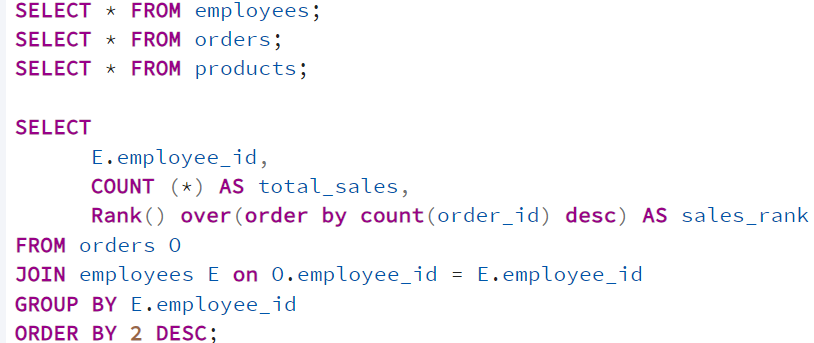 SELECT * FROM employees;
SELECT * FROM orders;
SELECT * FROM products;
SELECT
E.employee_id,
COUNT (*) AS total_sales,
Rank() over(order by count(order_id) desc) AS sales_rank
FROM orders O
JOIN employees E on O.employee_id = E.employee_id
GROUP BY E.employee_id
ORDER BY 2 DESC;